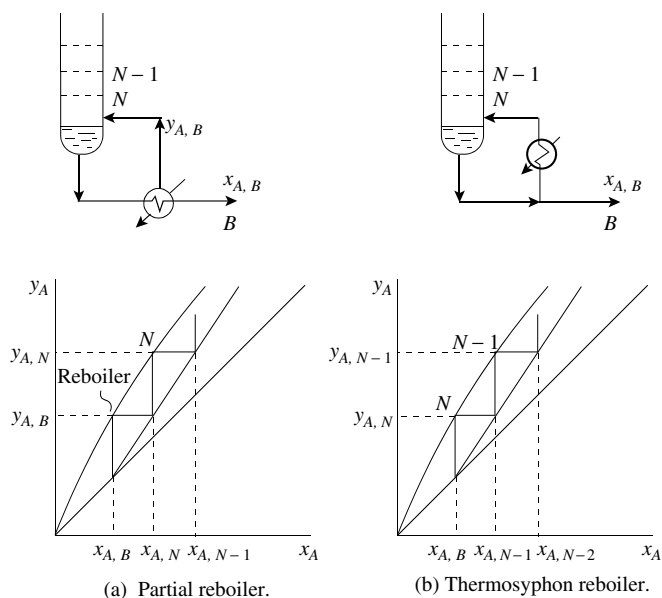 N − 1
N
y_{A, B}
x_{A, B}
B
N − 1
N
x_{A, B}
B
y_A
N
y_{A, N}
Reboiler
y_{A, B}
x_{A, B} x_{A, N} x_{A, N−1} x_A
(a) Partial reboiler.
y_A
N − 1
y_{A, N−1}
N
y_{A, N}
x_{A, B} x_{A, N−1} x_{A, N−2} x_A
(b) Thermosyphon reboiler.